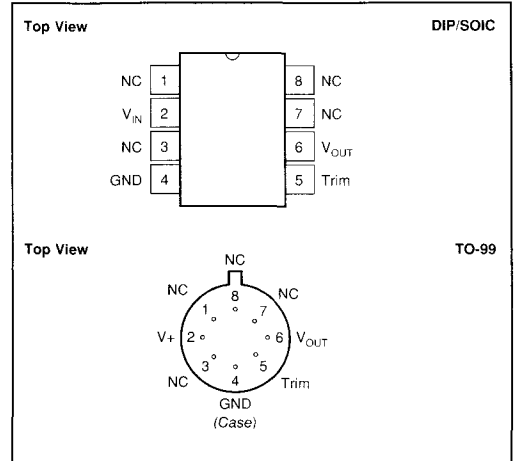 Top View DIP/SOIC
NC 1 8 NC
V_IN 2 7 NC
NC 3 6 V_OUT
GND 4 5 Trim
Top View TO-99
NC
NC 8 NC
1 7
V+ 2 6 V_OUT
3 5
NC 4 Trim
GND
(Case)